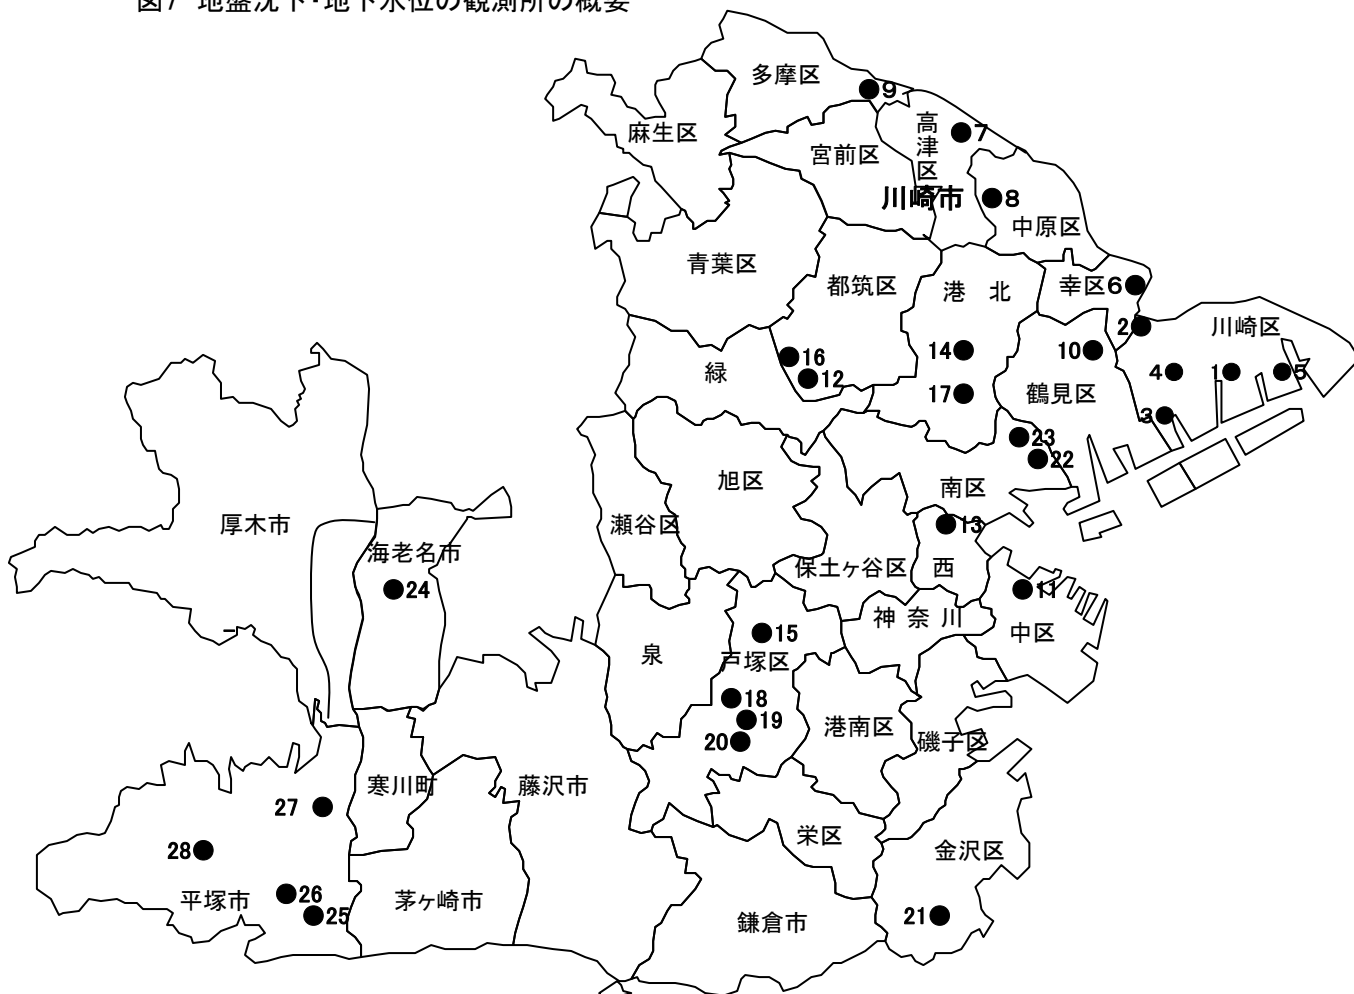 図7 地盤沈下・地下水位の観測所の概要
多摩区
9
麻生区
高津区
7
宮前区
川崎市
8
中原区
青葉区
都筑区
港 北
幸区
6
2
川崎区
16
12
緑
14
10
4
1
5
17
鶴見区
3
23
22
旭区
南区
瀬谷区
13
厚木市
海老名市
24
保土ヶ谷区
西
11
神 奈 川
中区
15
泉
戸塚区
18
19
20
港南区
磯子区
27
寒川町
藤沢市
28
栄区
金沢区
平塚市
26
25
茅ヶ崎市
鎌倉市
21